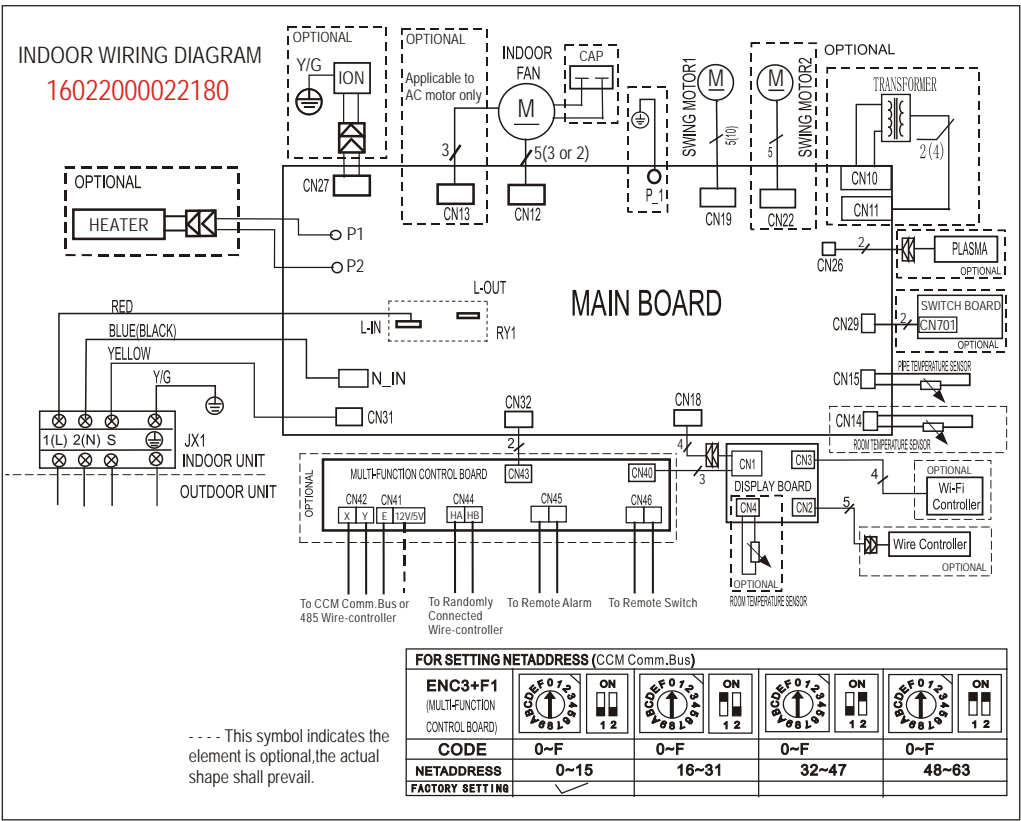 INDOOR WIRING DIAGRAM
16022000022180
OPTIONAL
Y/G
ION
CN27
OPTIONAL
Applicable to
AC motor only
3
CN13
INDOOR
FAN
M
5(3 or 2)
CN12
CAP
P_1
SWING MOTOR1
M
5(10)
CN19
SWING MOTOR2
M
5
CN22
OPTIONAL
TRANSFORMER
2(4)
CN10
CN11
OPTIONAL
HEATER
P1
P2
CN26
2
PLASMA
OPTIONAL
MAIN BOARD
L-OUT
L-IN
RY1
CN29
2
SWITCH BOARD
CN701
OPTIONAL
RED
BLUE(BLACK)
YELLOW
Y/G
N_IN
CN31
CN15
PIPE TEMPERATURE SENSOR
CN14
ROOM TEMPERATURE SENSOR
1(L) 2(N) S
JX1
INDOOR UNIT
OUTDOOR UNIT
CN32
2
CN18
4
3
OPTIONAL
MULTI-FUNCTION CONTROL BOARD
CN43
CN40
CN42 CN41 CN44 CN45 CN46
X Y E 12V/5V HA HB
To CCM Comm.Bus or
485 Wire-controller
To Randomly
Connected
Wire-controller
To Remote Alarm
To Remote Switch
CN1
CN3
DISPLAY BOARD
CN4
CN2
OPTIONAL
ROOM TEMPERATURE SENSOR
4
OPTIONAL
Wi-Fi
Controller
5
Wire Controller
OPTIONAL
FOR SETTING NETADDRESS (CCM Comm.Bus)
ENC3+F1
(MULTI-FUNCTION
CONTROL BOARD)
0123456789ABCDEF
ON
1 2
0123456789ABCDEF
ON
1 2
0123456789ABCDEF
ON
1 2
0123456789ABCDEF
ON
1 2
CODE 0~F 0~F 0~F 0~F
NETADDRESS 0~15 16~31 32~47 48~63
FACTORY SETTING
- - - - This symbol indicates the
element is optional,the actual
shape shall prevail.